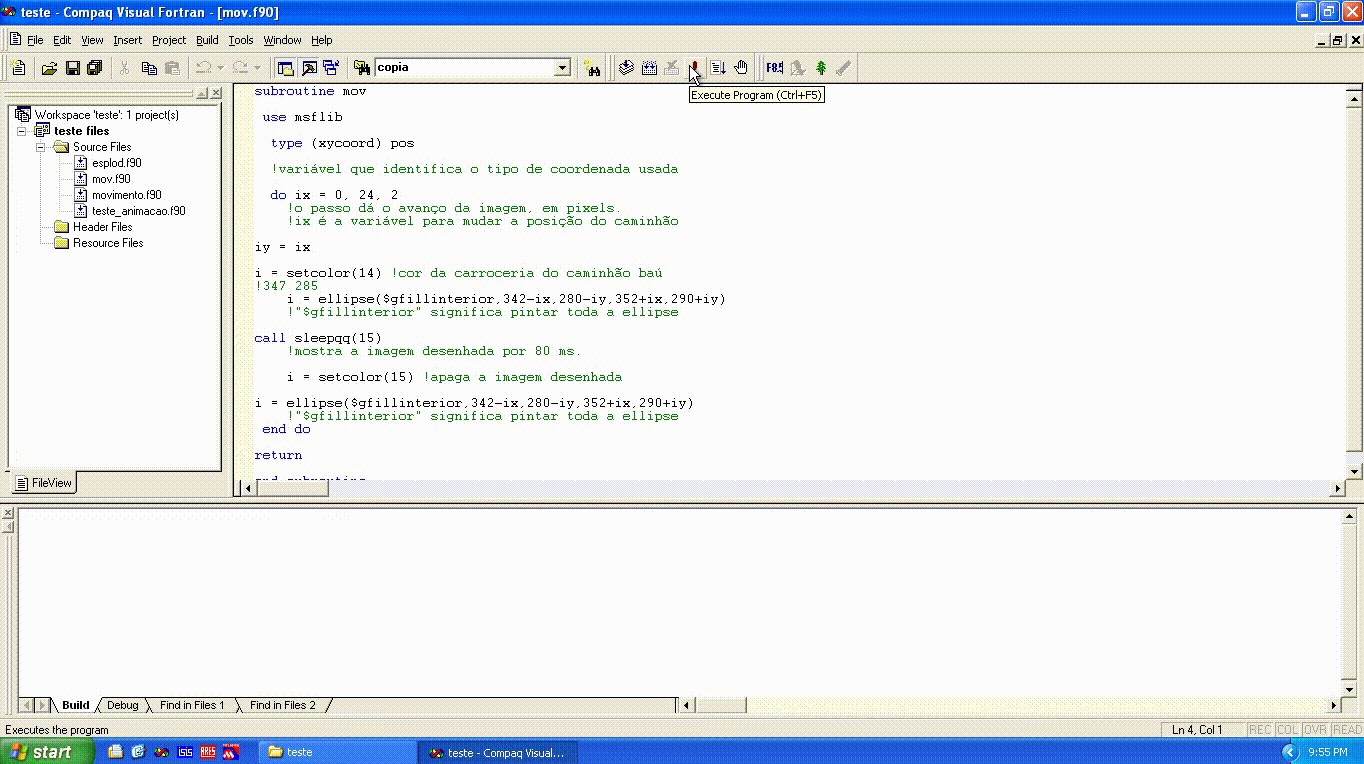 teste - Compaq Visual Fortran - [mov.f90]
File Edit View Insert Project Build Tools Window Help
copia
Execute Program (Ctrl+F5)
Workspace 'teste': 1 project(s)
teste files
Source Files
esplod.f90
mov.f90
movimento.f90
teste_animacao.f90
Header Files
Resource Files
FileView
subroutine mov
use msflib
type (xycoord) pos
!variável que identifica o tipo de coordenada usada
do ix = 0, 24, 2
!o passo dá o avanço da imagem, em pixels.
!ix é a variável para mudar a posição do caminhão
iy = ix
i = setcolor(14) !cor da carroceria do caminhão baú
!347 285
i = ellipse($gfillinterior,342-ix,280-iy,352+ix,290+iy)
!"$gfillinterior" significa pintar toda a ellipse
call sleepqq(15)
!mostra a imagem desenhada por 80 ms.
i = setcolor(15) !apaga a imagem desenhada
i = ellipse($gfillinterior,342-ix,280-iy,352+ix,290+iy)
!"$gfillinterior" significa pintar toda a ellipse
end do
return
end subroutine
Build Debug Find in Files 1 Find in Files 2
Executes the program
Ln 4, Col 1 REC COL OVR READ
start teste teste - Compaq Visual... 9:55 PM